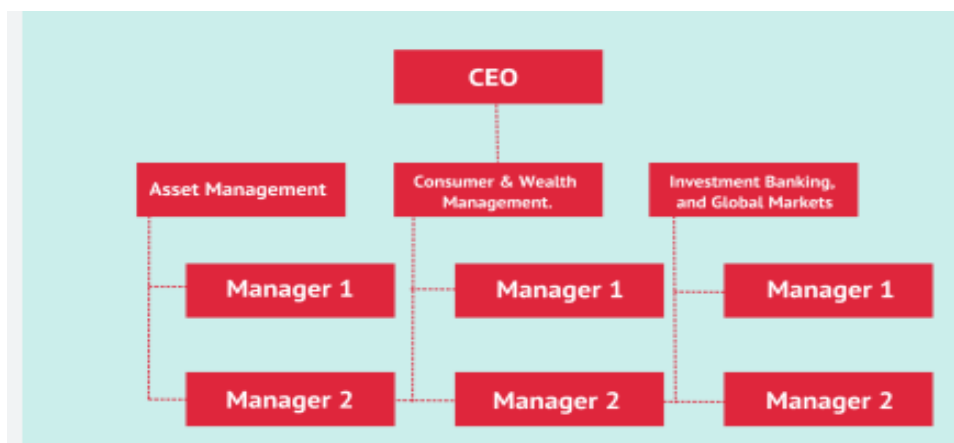 CEO
Asset Management
Consumer & Wealth
Management.
Investment Banking,
and Global Markets
Manager 1
Manager 1
Manager 1
Manager 2
Manager 2
Manager 2